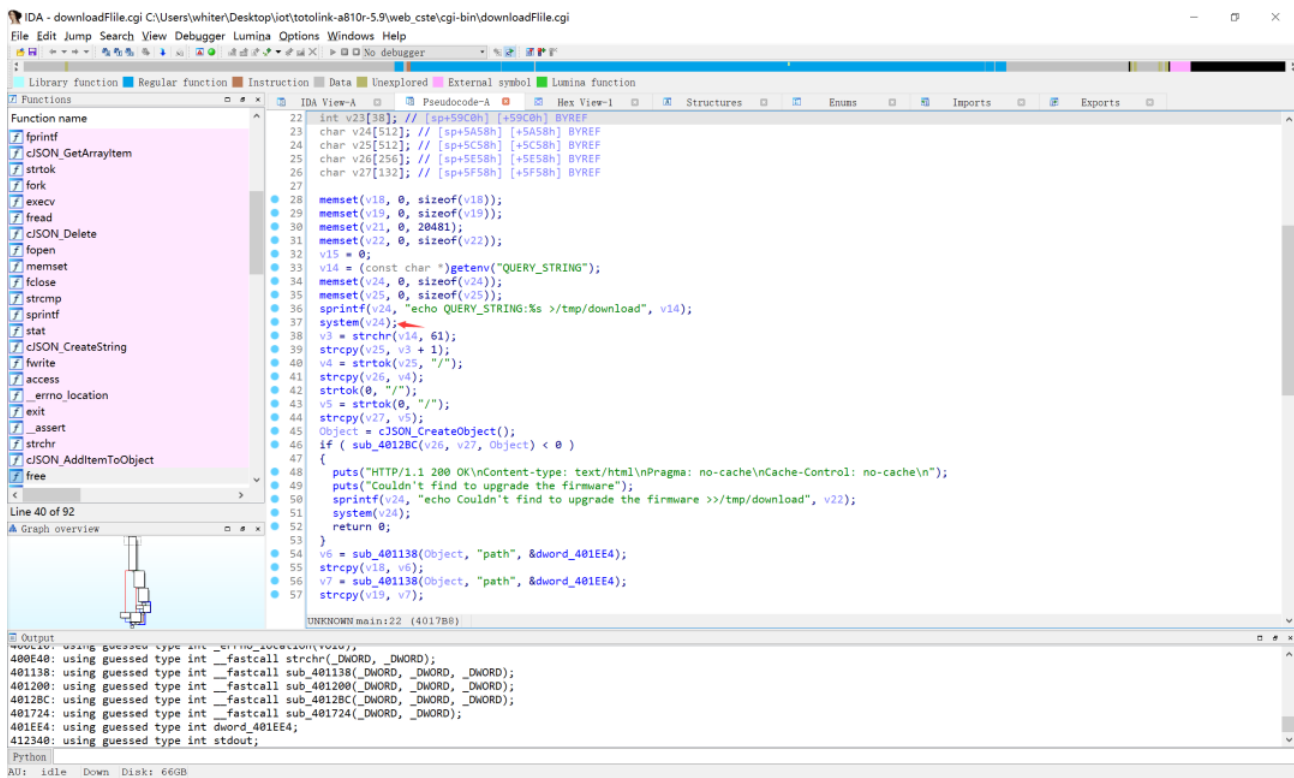 IDA - downloadFlile.cgi C:\Users\whiter\Desktop\iot\totolink-a810r-5.9\web_cste\cgi-bin\downloadFlile.cgi
File Edit Jump Search View Debugger Lumina Options Windows Help
No debugger
Library function Regular function Instruction Data Unexplored External symbol Lumina function
Functions
IDA View-A Pseudocode-A Hex View-1 Structures Enums Imports Exports
Function name
f fprintf
f cJSON_GetArrayItem
f strtok
f fork
f execv
f fread
f cJSON_Delete
f fopen
f memset
f fclose
f strcmp
f sprintf
f stat
f cJSON_CreateString
f fwrite
f access
f __errno_location
f exit
f __assert
f strchr
f cJSON_AddItemToObject
f free
Line 40 of 92
Graph overview
22 int v23[38]; // [sp+59C0h] [+59C0h] BYREF
23 char v24[512]; // [sp+5A58h] [+5A58h] BYREF
24 char v25[512]; // [sp+5C58h] [+5C58h] BYREF
25 char v26[256]; // [sp+5E58h] [+5E58h] BYREF
26 char v27[132]; // [sp+5F58h] [+5F58h] BYREF
27
28 memset(v18, 0, sizeof(v18));
29 memset(v19, 0, sizeof(v19));
30 memset(v21, 0, 20481);
31 memset(v22, 0, sizeof(v22));
32 v15 = 0;
33 v14 = (const char *)getenv("QUERY_STRING");
34 memset(v24, 0, sizeof(v24));
35 memset(v25, 0, sizeof(v25));
36 sprintf(v24, "echo QUERY_STRING:%s >/tmp/download", v14);
37 system(v24);
38 v3 = strchr(v14, 61);
39 strcpy(v25, v3 + 1);
40 v4 = strtok(v25, "/");
41 strcpy(v26, v4);
42 strtok(0, "/");
43 v5 = strtok(0, "/");
44 strcpy(v27, v5);
45 Object = cJSON_CreateObject();
46 if ( sub_4012BC(v26, v27, Object) < 0 )
47 {
48 puts("HTTP/1.1 200 OK\nContent-type: text/html\nPragma: no-cache\nCache-Control: no-cache\n");
49 puts("Couldn't find to upgrade the firmware");
50 sprintf(v24, "echo Couldn't find to upgrade the firmware >>/tmp/download", v22);
51 system(v24);
52 return 0;
53 }
54 v6 = sub_401138(Object, "path", &dword_401EE4);
55 strcpy(v18, v6);
56 v7 = sub_401138(Object, "path", &dword_401EE4);
57 strcpy(v19, v7);
UNKNOWN main:22 (4017B8)
Output
400E10: using guessed type int _errno_location(void);
400E40: using guessed type int __fastcall strchr(_DWORD, _DWORD);
401138: using guessed type int __fastcall sub_401138(_DWORD, _DWORD, _DWORD);
401200: using guessed type int __fastcall sub_401200(_DWORD, _DWORD, _DWORD);
4012BC: using guessed type int __fastcall sub_4012BC(_DWORD, _DWORD, _DWORD);
401724: using guessed type int __fastcall sub_401724(_DWORD, _DWORD);
401EE4: using guessed type int dword_401EE4;
412340: using guessed type int stdout;
Python
AU: idle Down Disk: 66GB